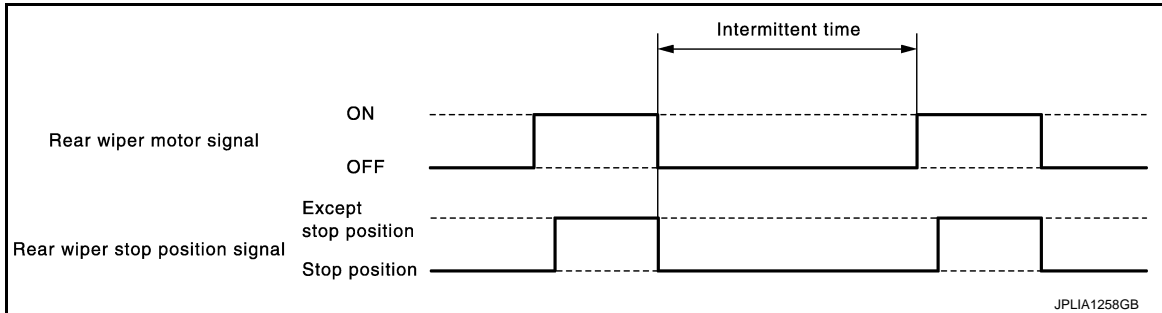 Intermittent time
ON
Rear wiper motor signal
OFF
Except
stop position
Rear wiper stop position signal
Stop position
JPLIA1258GB